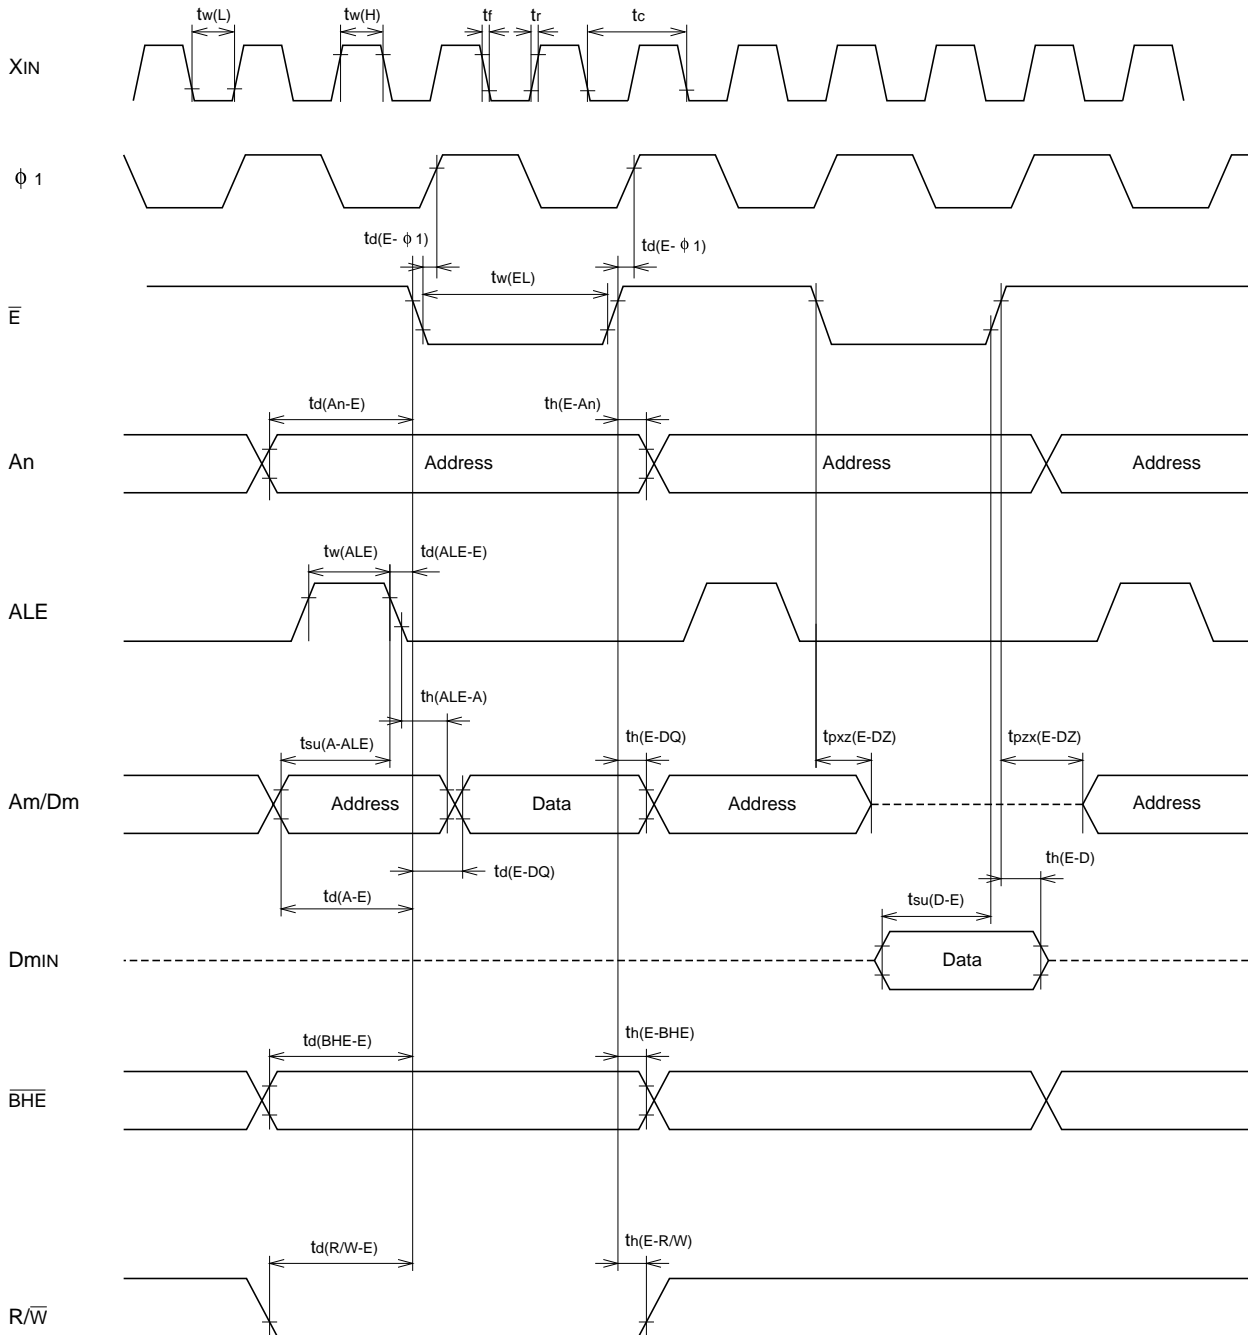 tw(L) tw(H) tf tr tc
XIN
ϕ 1
td(E- ϕ 1) td(E- ϕ 1)
tw(EL)
E̅
td(An-E) th(E-An)
An Address Address Address
tw(ALE) td(ALE-E)
ALE
th(ALE-A)
tsu(A-ALE) th(E-DQ) tpxz(E-DZ) tpzx(E-DZ)
Am/Dm Address Data Address Address
td(E-DQ) th(E-D)
td(A-E) tsu(D-E)
DmIN Data
td(BHE-E) th(E-BHE)
B̅H̅E̅
td(R/W-E) th(E-R/W)
R/W̅